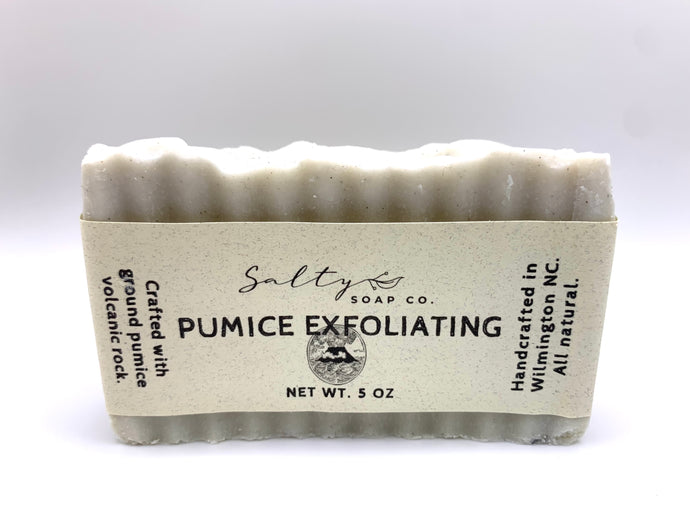 Crafted with
ground pumice
volcanic rock.
Salty
SOAP CO.
PUMICE EXFOLIATING
NET WT. 5 OZ
Handcrafted in
Wilmington NC.
All natural.